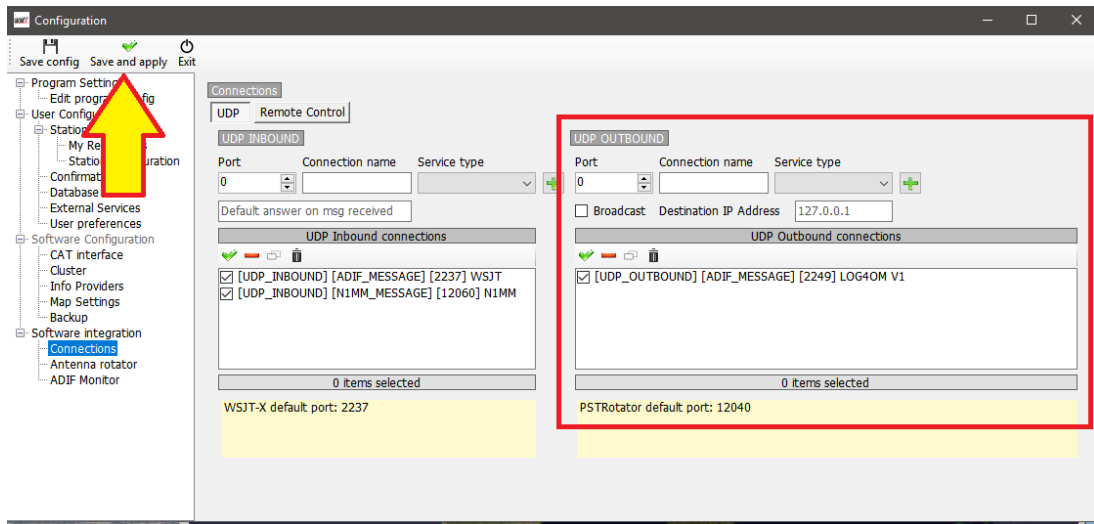 Configuration
Save config Save and apply Exit
Program Setting
Edit program config
User Config
Station
My Re s
Station uration
Confirmat
Database
External Services
User preferences
Software Configuration
CAT interface
Cluster
Info Providers
Map Settings
Backup
Software integration
Connections
Antenna rotator
ADIF Monitor
Connections
UDP Remote Control
UDP INBOUND
Port Connection name Service type
0
Default answer on msg received
UDP Inbound connections
[UDP_INBOUND] [ADIF_MESSAGE] [2237] WSJT
[UDP_INBOUND] [N1MM_MESSAGE] [12060] N1MM
0 items selected
WSJT-X default port: 2237
UDP OUTBOUND
Port Connection name Service type
0
Broadcast Destination IP Address 127.0.0.1
UDP Outbound connections
[UDP_OUTBOUND] [ADIF_MESSAGE] [2249] LOG4OM V1
0 items selected
PSTRotator default port: 12040